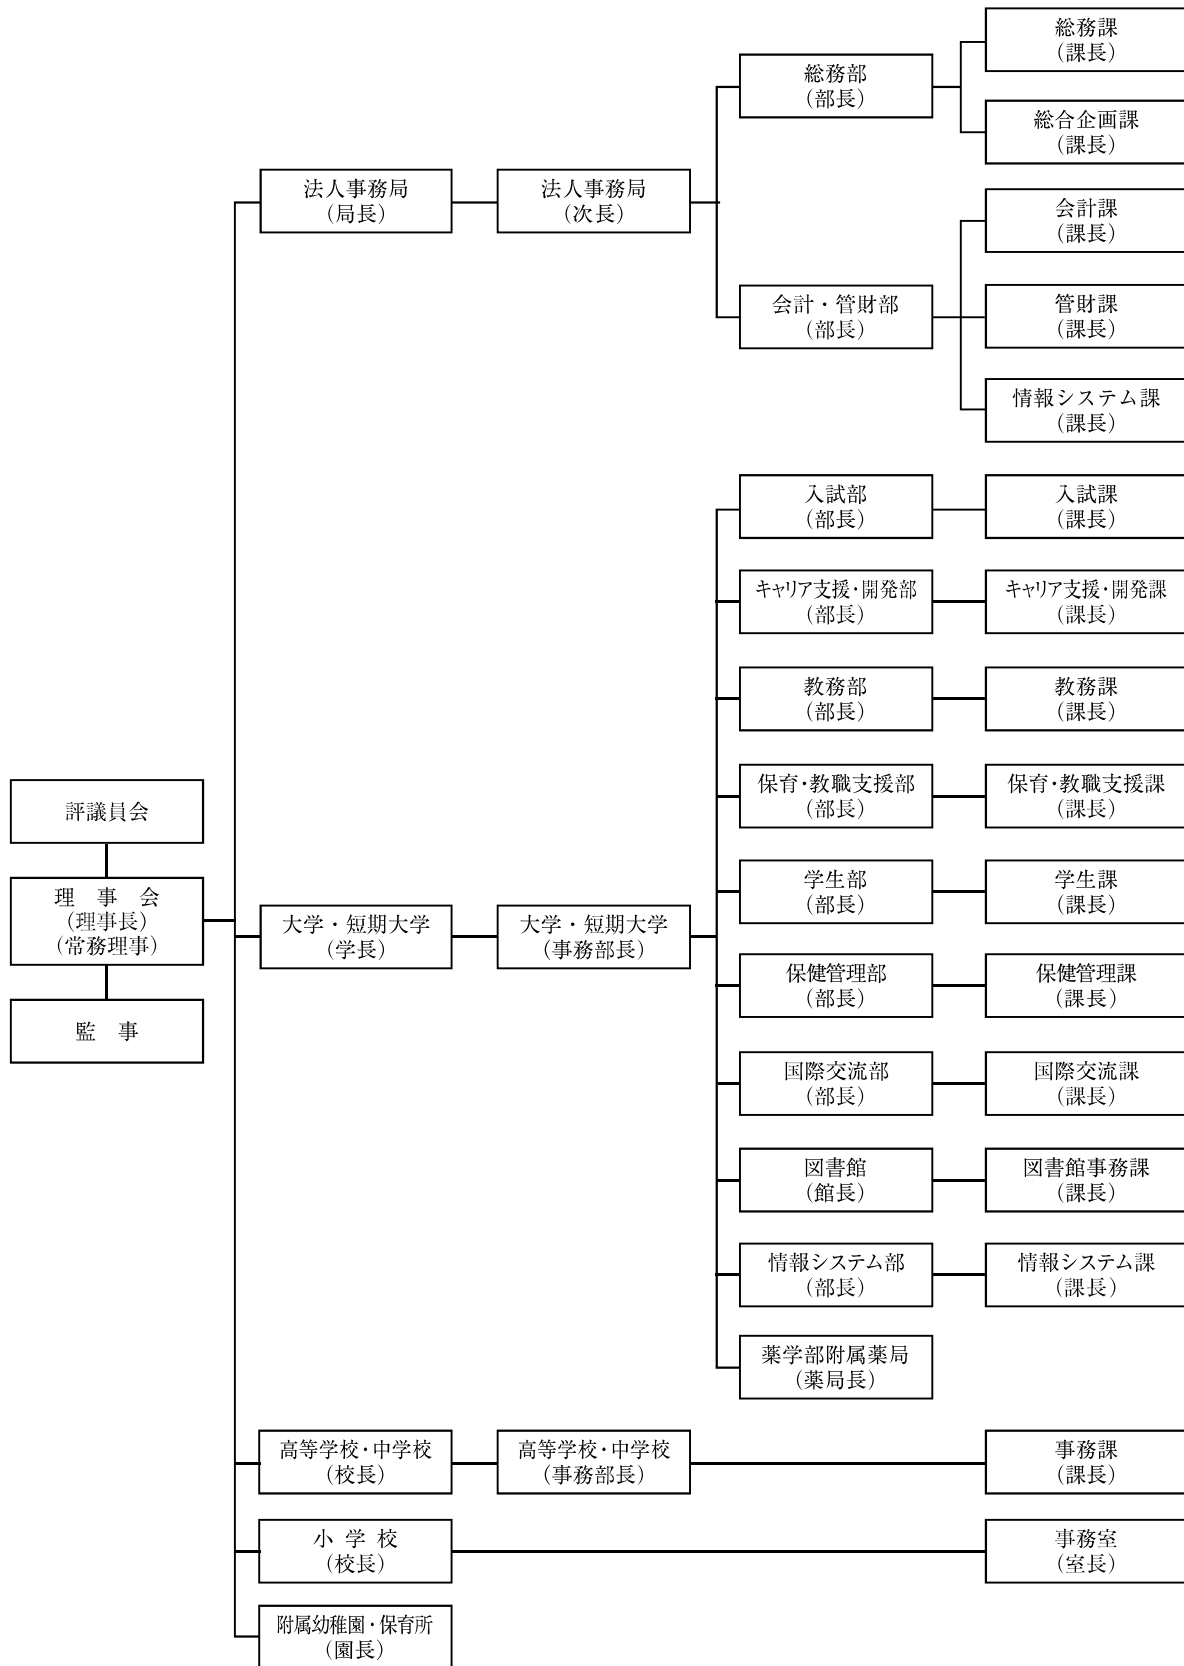 総務課
(課長)
総務部
(部長)
総合企画課
(課長)
法人事務局
(局長)
法人事務局
(次長)
会計課
(課長)
会計・管財部
(部長)
管財課
(課長)
情報システム課
(課長)
入試部
(部長)
入試課
(課長)
キャリア支援・開発部
(部長)
キャリア支援・開発課
(課長)
教務部
(部長)
教務課
(課長)
保育・教職支援部
(部長)
保育・教職支援課
(課長)
評議員会
理 事 会
(理事長)
(常務理事)
監 事
大学・短期大学
(学長)
大学・短期大学
(事務部長)
学生部
(部長)
学生課
(課長)
保健管理部
(部長)
保健管理課
(課長)
国際交流部
(部長)
国際交流課
(課長)
図書館
(館長)
図書館事務課
(課長)
情報システム部
(部長)
情報システム課
(課長)
薬学部附属薬局
(薬局長)
高等学校・中学校
(校長)
高等学校・中学校
(事務部長)
事務課
(課長)
小 学 校
(校長)
事務室
(室長)
附属幼稚園・保育所
(園長)